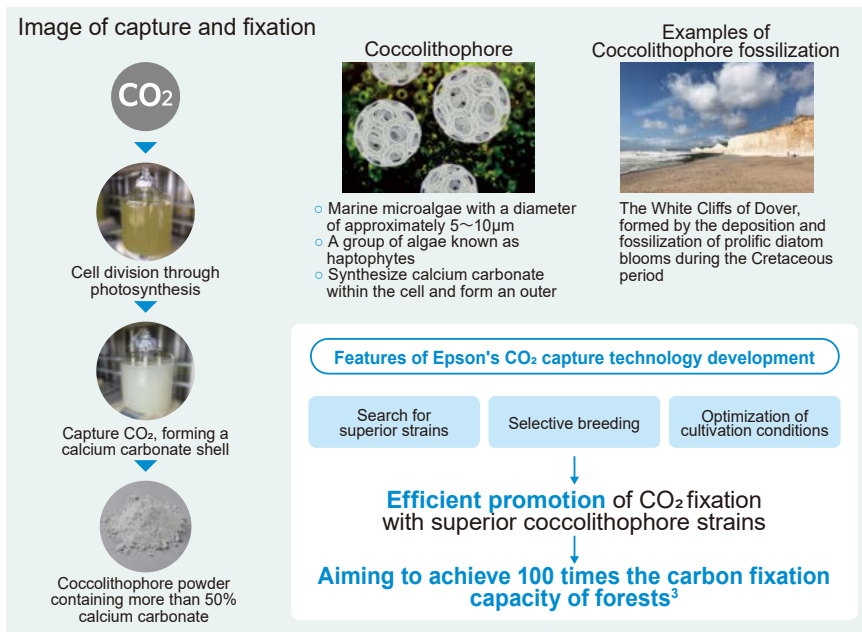 Image of capture and fixation
CO₂
Cell division through
photosynthesis
Capture CO₂, forming a
calcium carbonate shell
Coccolithophore powder
containing more than 50%
calcium carbonate
Coccolithophore
○ Marine microalgae with a diameter
of approximately 5～10μm
○ A group of algae known as
haptophytes
○ Synthesize calcium carbonate
within the cell and form an outer
Examples of
Coccolithophore fossilization
The White Cliffs of Dover,
formed by the deposition and
fossilization of prolific diatom
blooms during the Cretaceous
period
Features of Epson's CO₂ capture technology development
Search for
superior strains
Selective breeding
Optimization of
cultivation conditions
Efficient promotion of CO₂ fixation
with superior coccolithophore strains
Aiming to achieve 100 times the carbon fixation
capacity of forests³